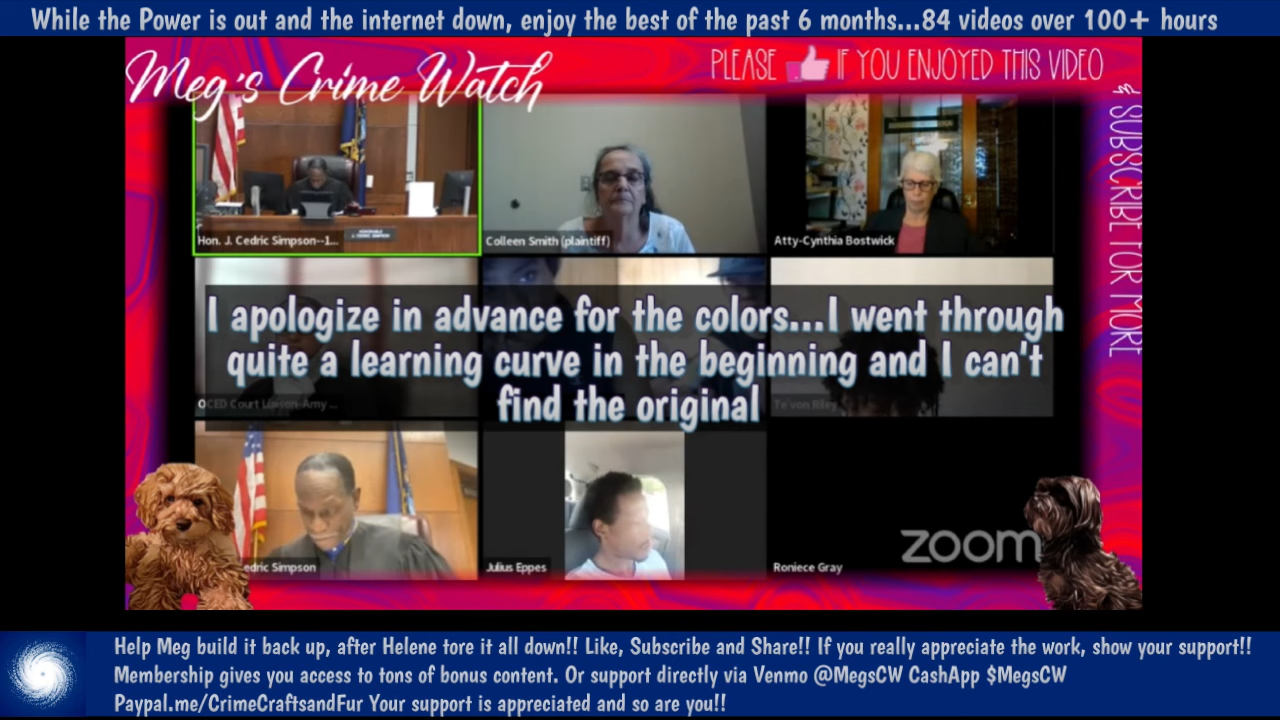 While the Power is out and the internet down, enjoy the best of the past 6 months...84 videos over 100+ hours
Meg's Crime Watch
PLEASE IF YOU ENJOYED THIS VIDEO
& SUBSCRIBE FOR MORE
Hon. J. Cedric Simpson--1...
Colleen Smith (plaintiff)
Atty-Cynthia Bostwick
I apologize in advance for the colors...I went through
quite a learning curve in the beginning and I can't
find the original
OCED Court Liaison-Amy ...
Te'von Riley
edric Simpson
Julius Eppes
Roniece Gray
zoom
Help Meg build it back up, after Helene tore it all down!! Like, Subscribe and Share!! If you really appreciate the work, show your support!!
Membership gives you access to tons of bonus content. Or support directly via Venmo @MegsCW CashApp $MegsCW
Paypal.me/CrimeCraftsandFur Your support is appreciated and so are you!!